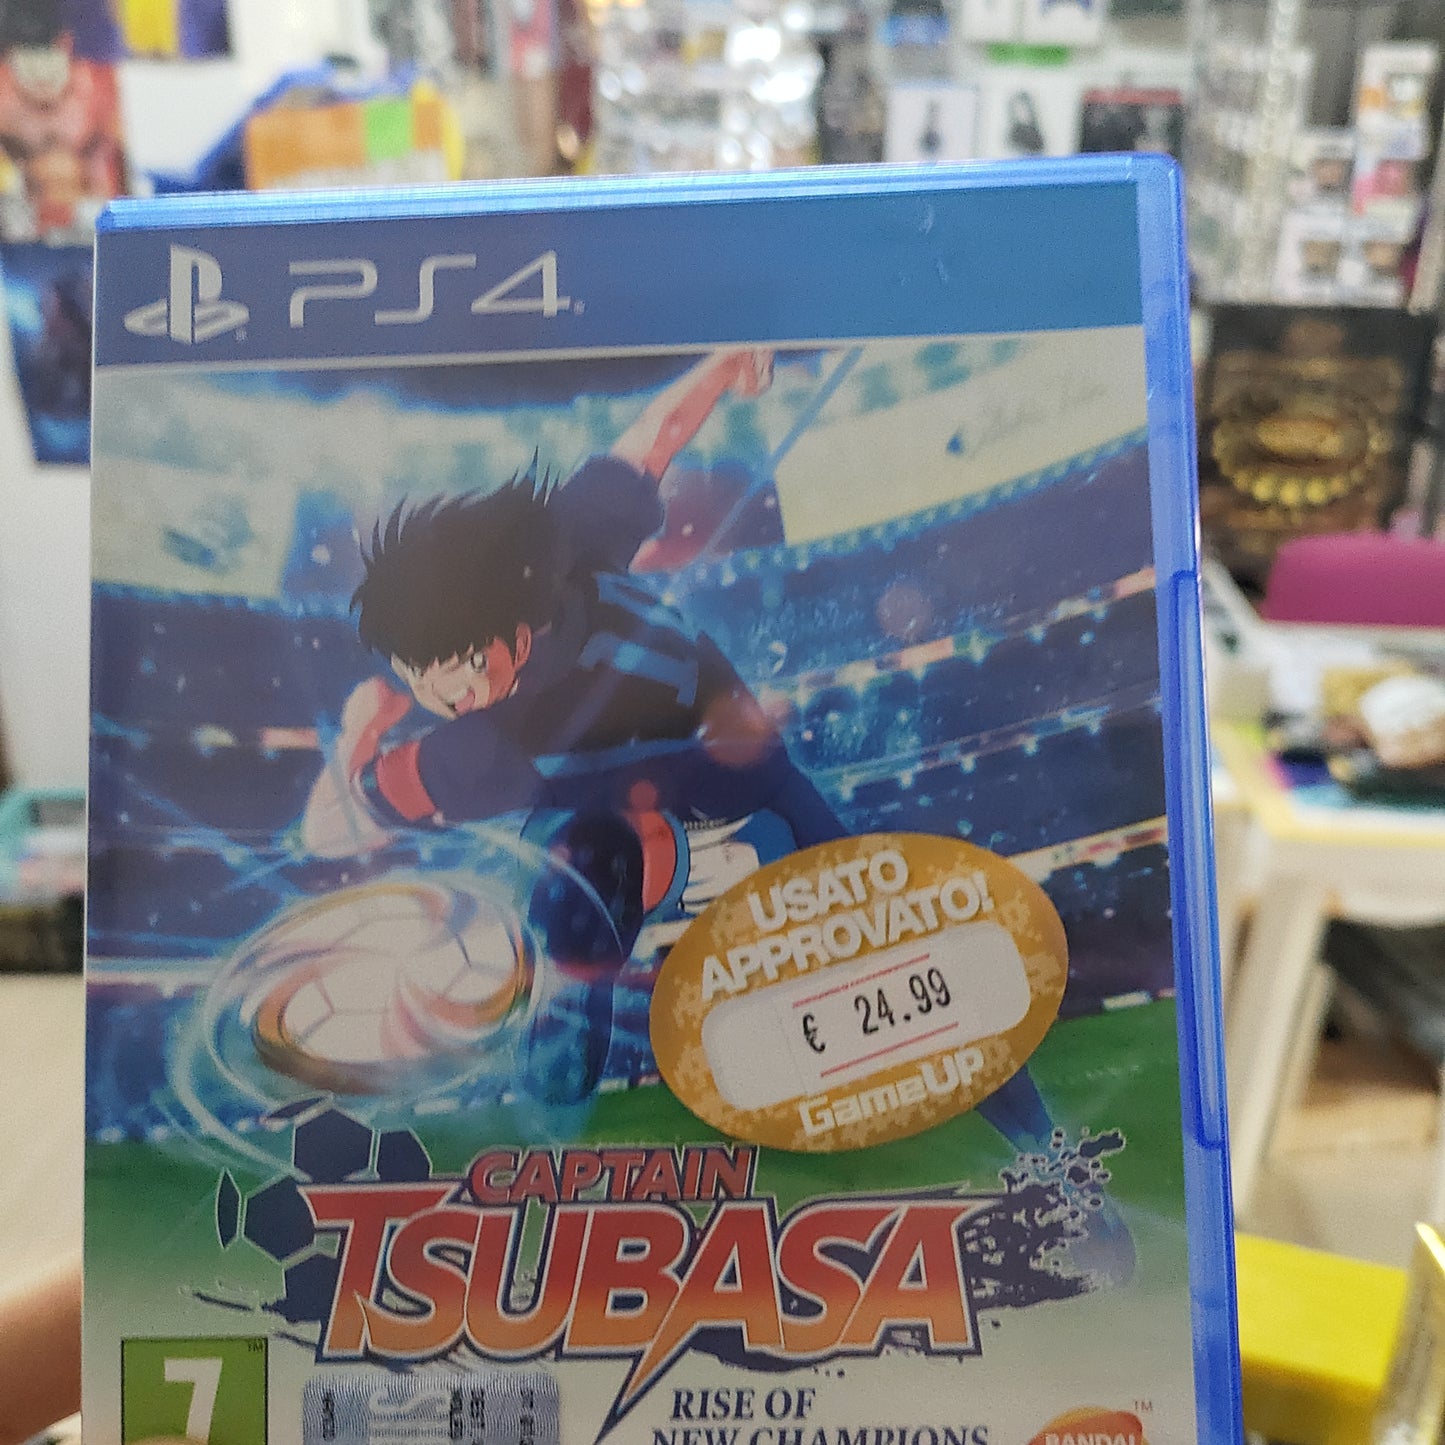 PS4
USATO
APPROVATO!
€ 24.99
GameUP
CAPTAIN
TSUBASA
7
RISE OF
NEW CHAMPIONS
BANDAI